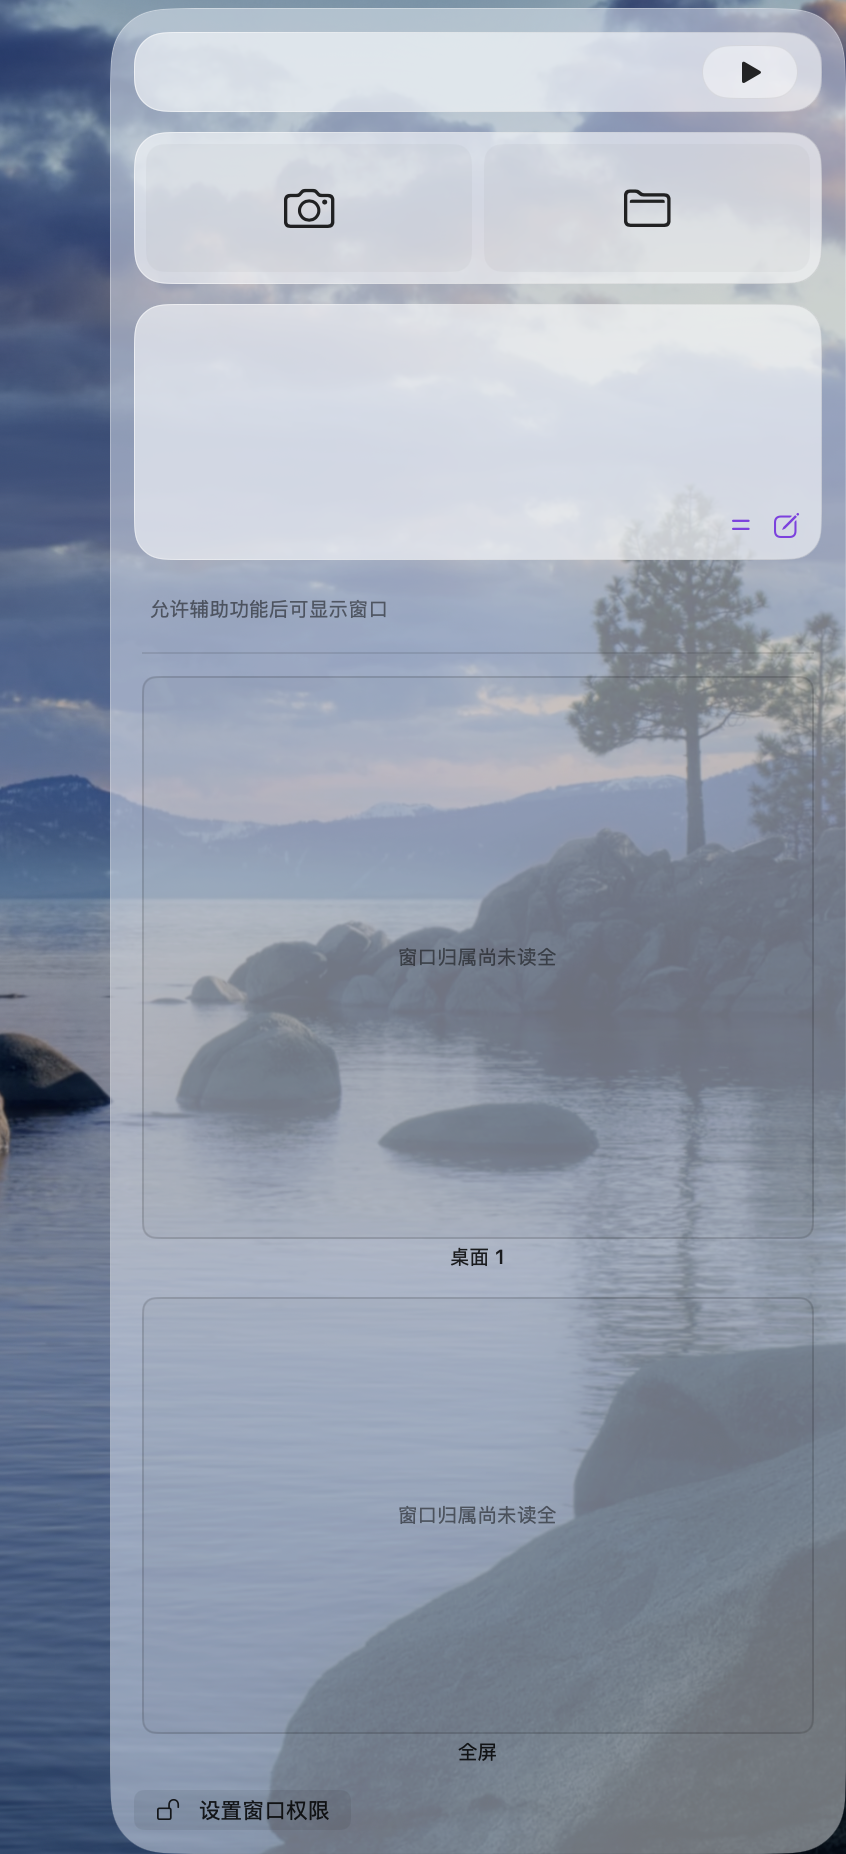 允许辅助功能后可显示窗口
窗口归属尚未读全
桌面 1
窗口归属尚未读全
全屏
设置窗口权限